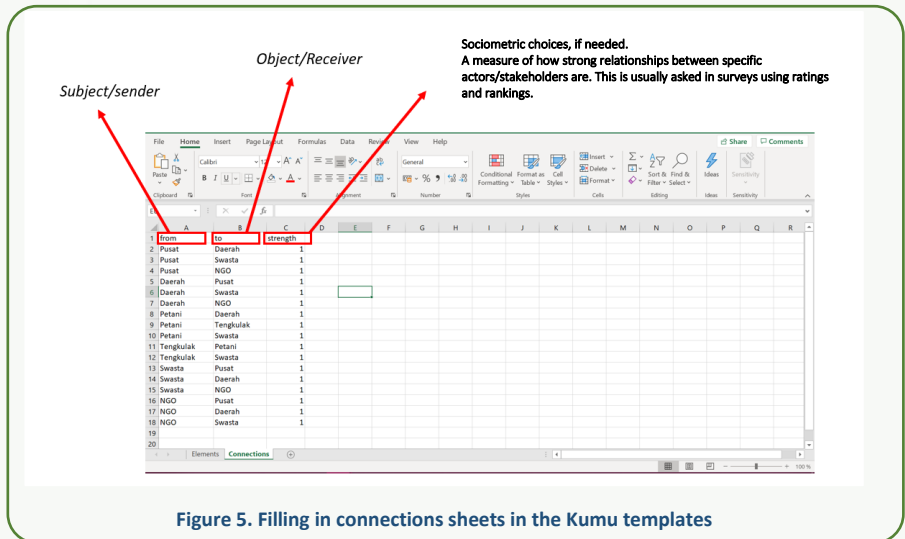 Sociometric choices, if needed.
A measure of how strong relationships between specific
actors/stakeholders are. This is usually asked in surveys using ratings
and rankings.
Object/Receiver
Subject/sender
File Home Insert Page Layout Formulas Data Review View Help
Share Comments
Paste
Calibri 12
B I U
General
Conditional Formatting
Format as Table
Cell Styles
Insert
Delete
Format
Sort & Filter
Find & Select
Ideas
Sensitivity
Clipboard Font Alignment Number Styles Cells Editing Ideas Sensitivity
fx
A B C D E F G H I J K L M N O P Q R
1 from to strength
2 Pusat Daerah 1
3 Pusat Swasta 1
4 Pusat NGO 1
5 Daerah Pusat 1
6 Daerah Swasta 1
7 Daerah NGO 1
8 Petani Daerah 1
9 Petani Tengkulak 1
10 Petani Swasta 1
11 Tengkulak Petani 1
12 Tengkulak Swasta 1
13 Swasta Pusat 1
14 Swasta Daerah 1
15 Swasta NGO 1
16 NGO Pusat 1
17 NGO Daerah 1
18 NGO Swasta 1
19
20
Elements Connections
100 %
Figure 5. Filling in connections sheets in the Kumu templates